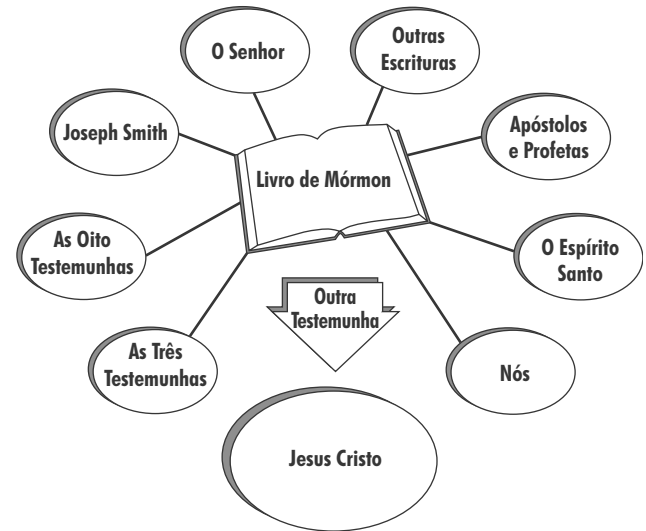 O Senhor
Outras
Escrituras
Joseph Smith
Apóstolos
e Profetas
Livro de Mórmon
As Oito
Testemunhas
O Espírito
Santo
Outra
Testemunha
As Três
Testemunhas
Nós
Jesus Cristo